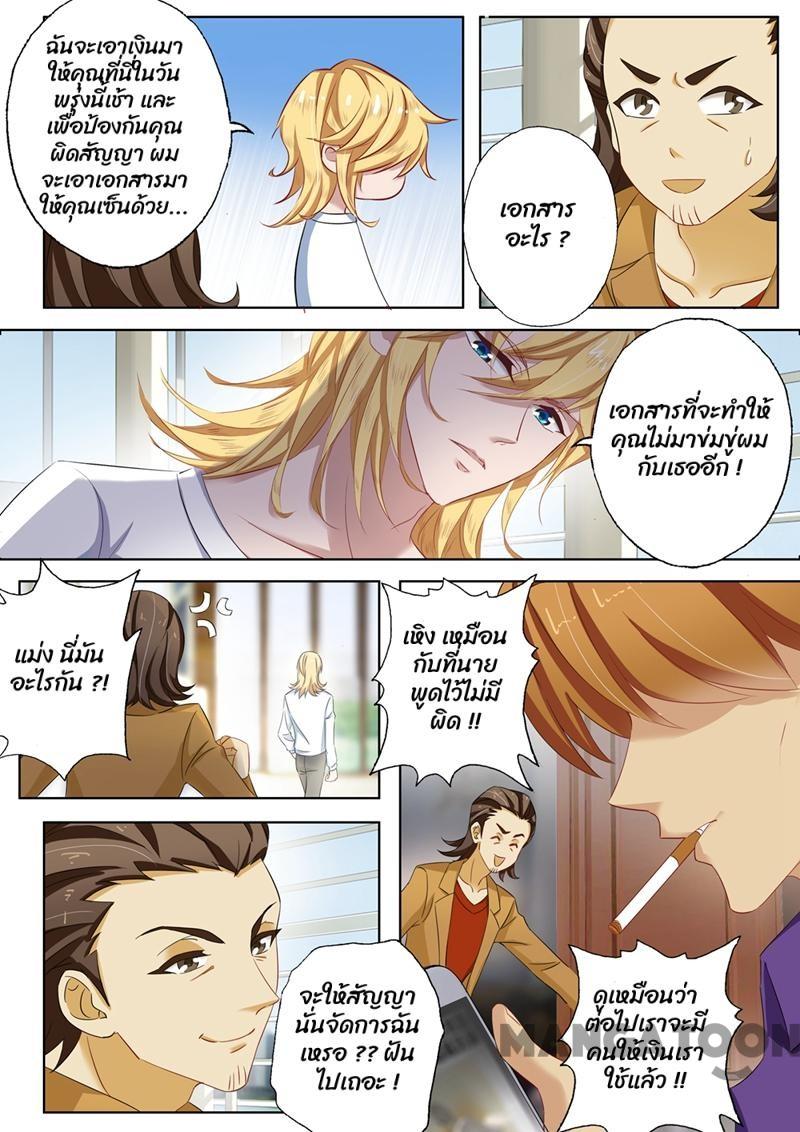 ฉันจะเอาเงินมา
ให้คุณที่นี่ในวัน
พรุ่งนี้เช้า และ
เพื่อป้องกันคุณ
ผิดสัญญา ผม
จะเอาเอกสารมา
ให้คุณเซ็นด้วย...
เอกสาร
อะไร ?
เอกสารที่จะทำให้
คุณไม่มาข่มขู่ผม
กับเธออีก !
แม่ง นี่มัน
อะไรกัน ?!
เหิง เหมือน
กับที่นาย
พูดไว้ไม่มี
ผิด !!
จะให้สัญญา
นั่นจัดการฉัน
เหรอ ?? ฝัน
ไปเถอะ !
ดูเหมือนว่า
ต่อไปเราจะมี
คนให้เงินเรา
ใช้แล้ว !!
MANGATOON